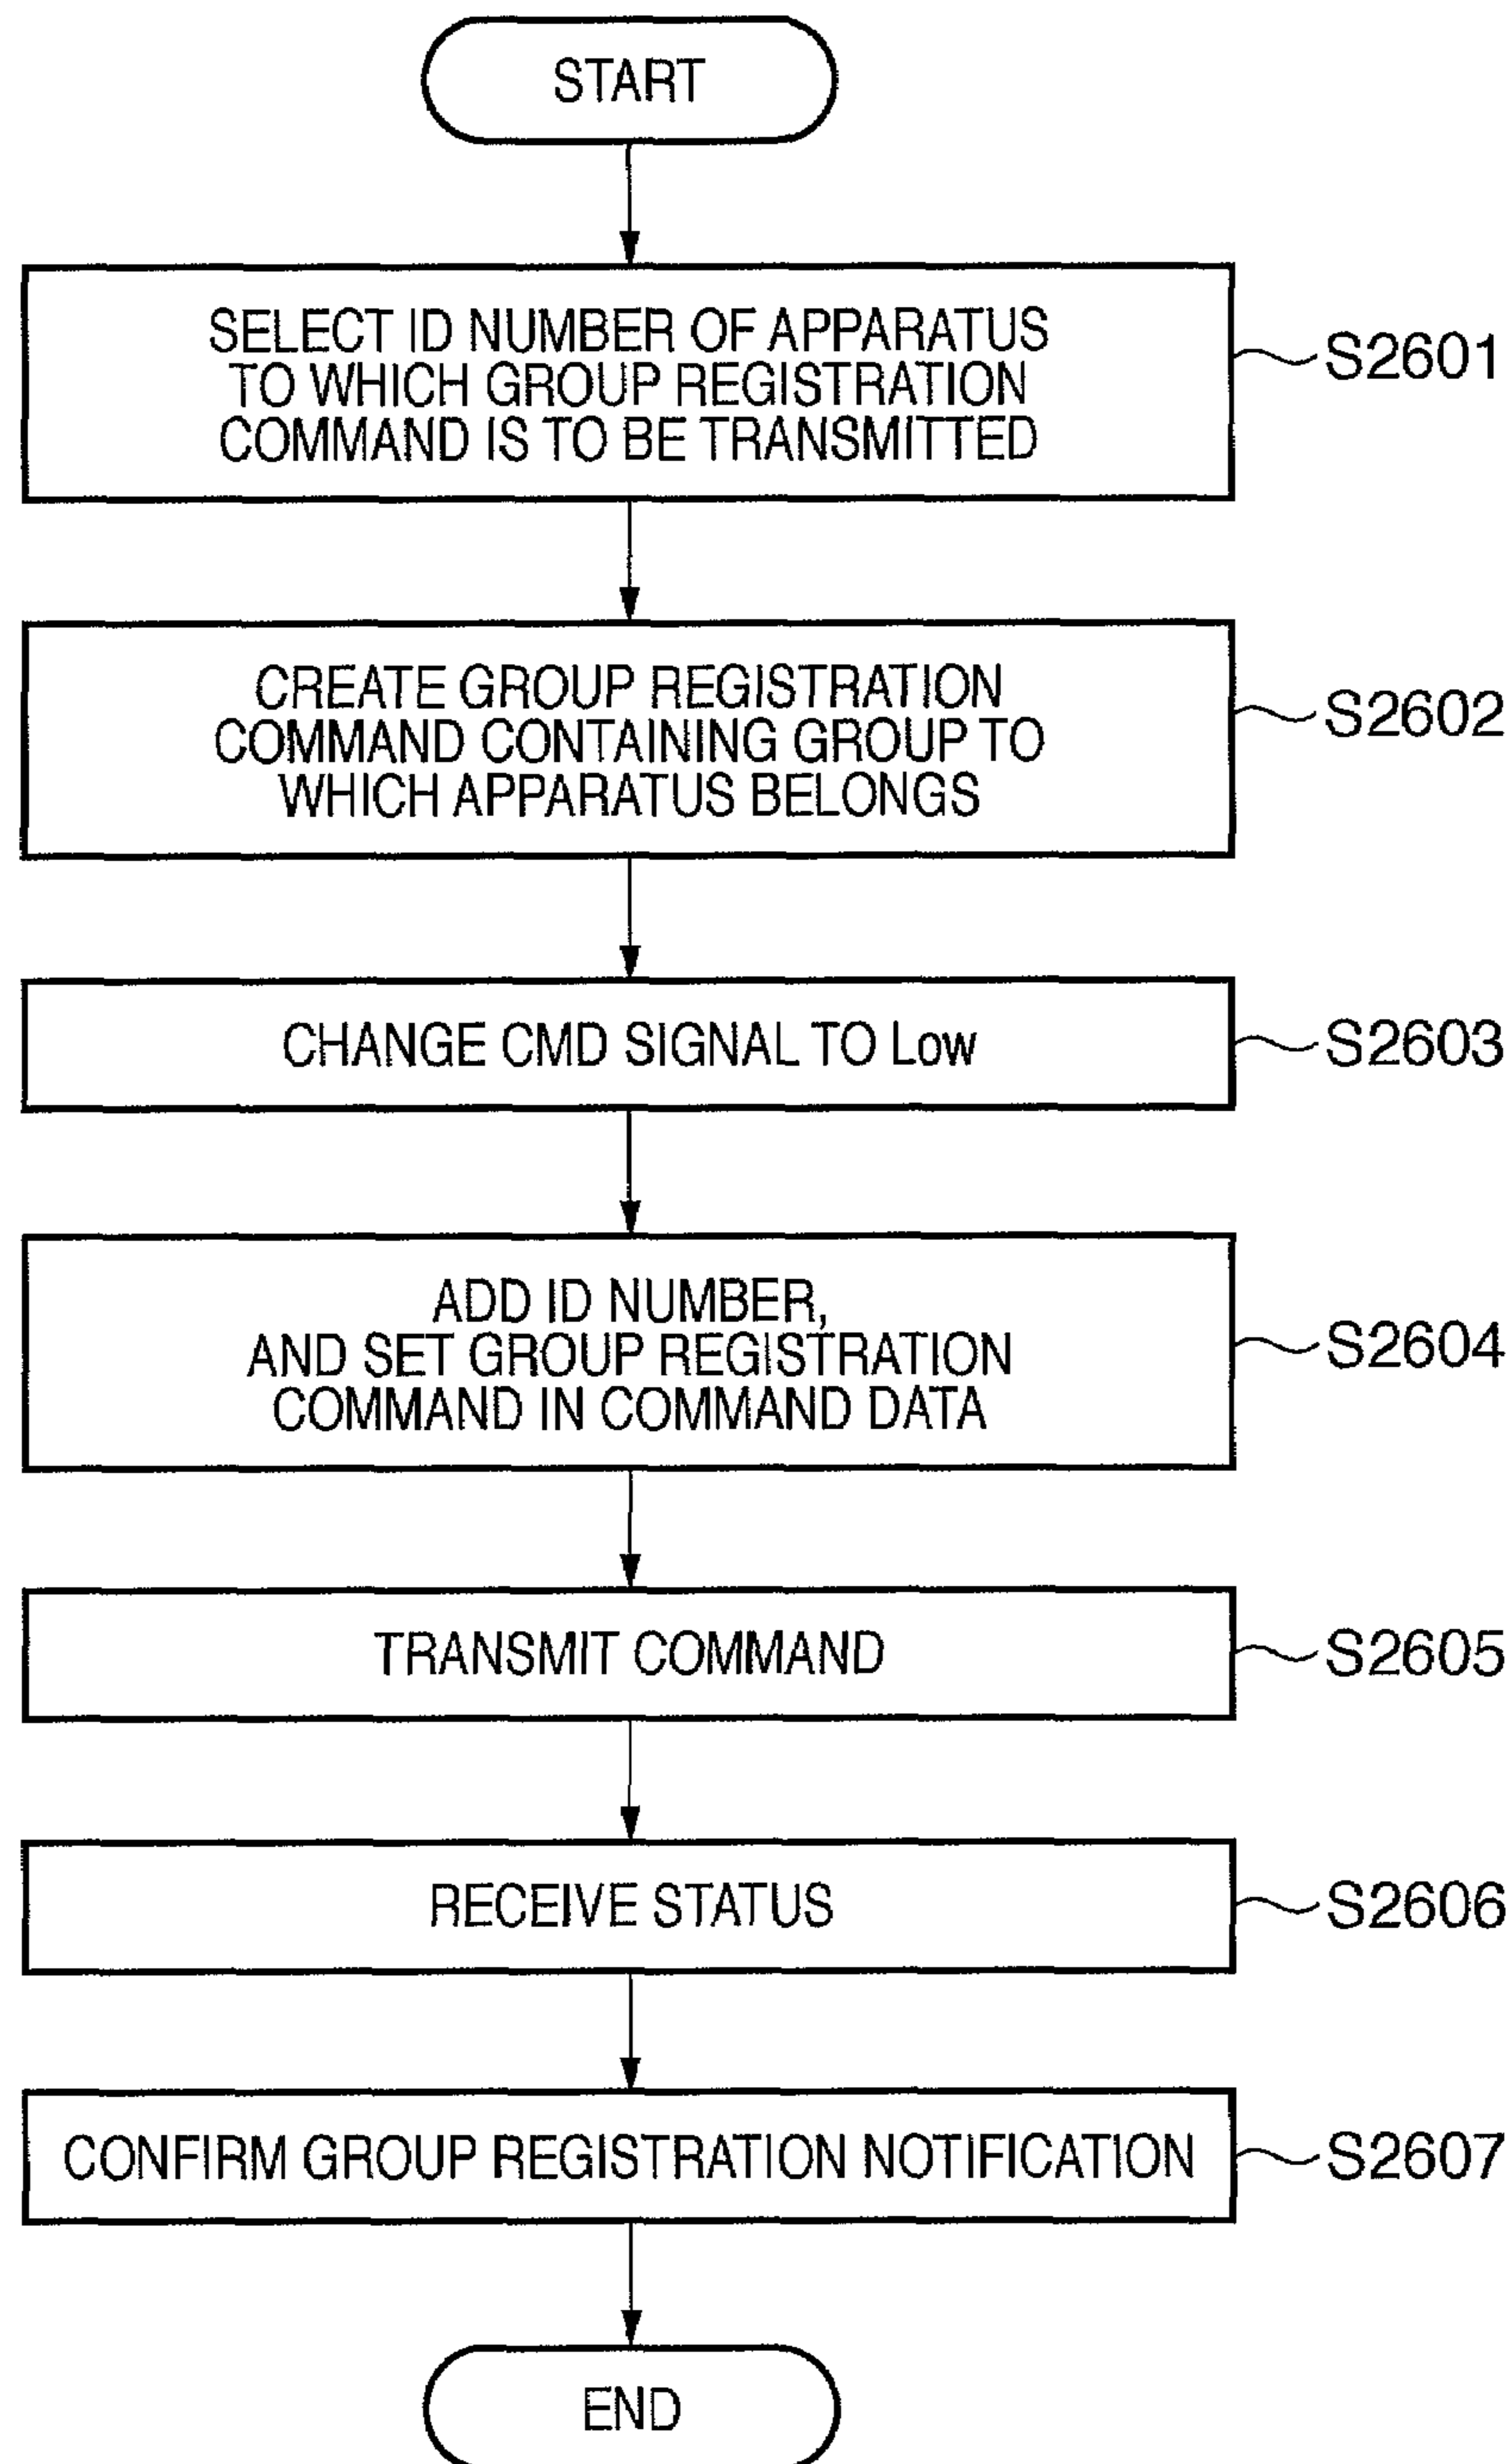 START
SELECT ID NUMBER OF APPARATUS
TO WHICH GROUP REGISTRATION
COMMAND IS TO BE TRANSMITTED
S2601
CREATE GROUP REGISTRATION
COMMAND CONTAINING GROUP TO
WHICH APPARATUS BELONGS
S2602
CHANGE CMD SIGNAL TO Low
S2603
ADD ID NUMBER,
AND SET GROUP REGISTRATION
COMMAND IN COMMAND DATA
S2604
TRANSMIT COMMAND
S2605
RECEIVE STATUS
S2606
CONFIRM GROUP REGISTRATION NOTIFICATION
S2607
END